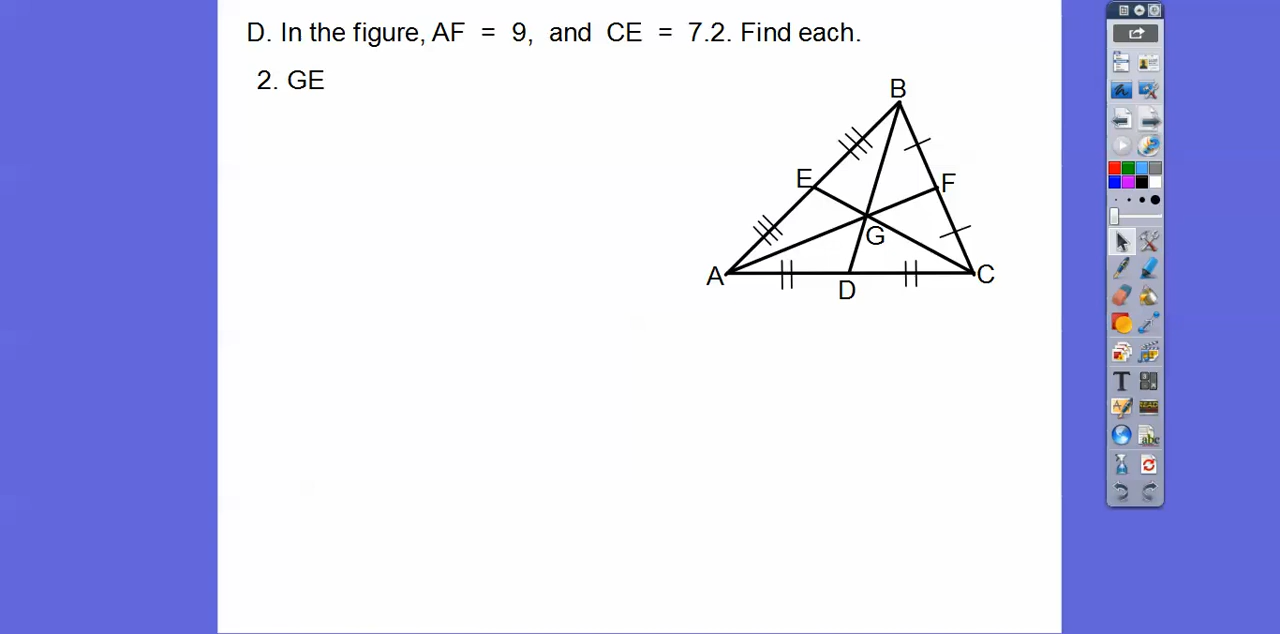 D. In the figure, AF = 9, and CE = 7.2. Find each.
2. GE
B
E
F
G
A
D
C